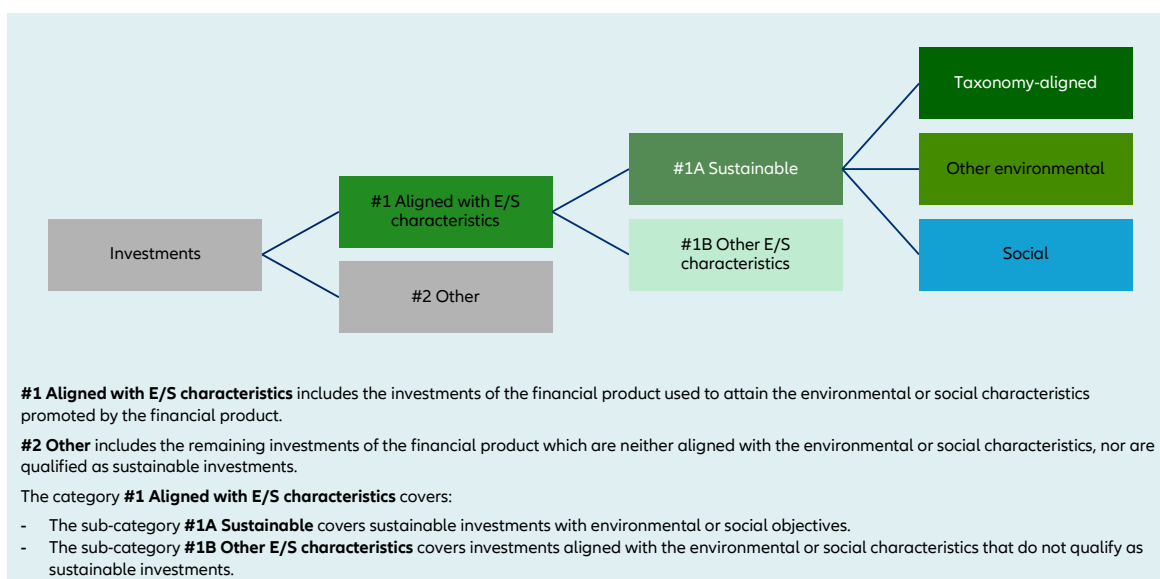 Taxonomy-aligned
#1A Sustainable
Other environmental
#1 Aligned with E/S
characteristics
Investments
#1B Other E/S
characteristics
Social
#2 Other
#1 Aligned with E/S characteristics includes the investments of the financial product used to attain the environmental or social characteristics
promoted by the financial product.
#2 Other includes the remaining investments of the financial product which are neither aligned with the environmental or social characteristics, nor are
qualified as sustainable investments.
The category #1 Aligned with E/S characteristics covers:
- The sub-category #1A Sustainable covers sustainable investments with environmental or social objectives.
- The sub-category #1B Other E/S characteristics covers investments aligned with the environmental or social characteristics that do not qualify as
sustainable investments.